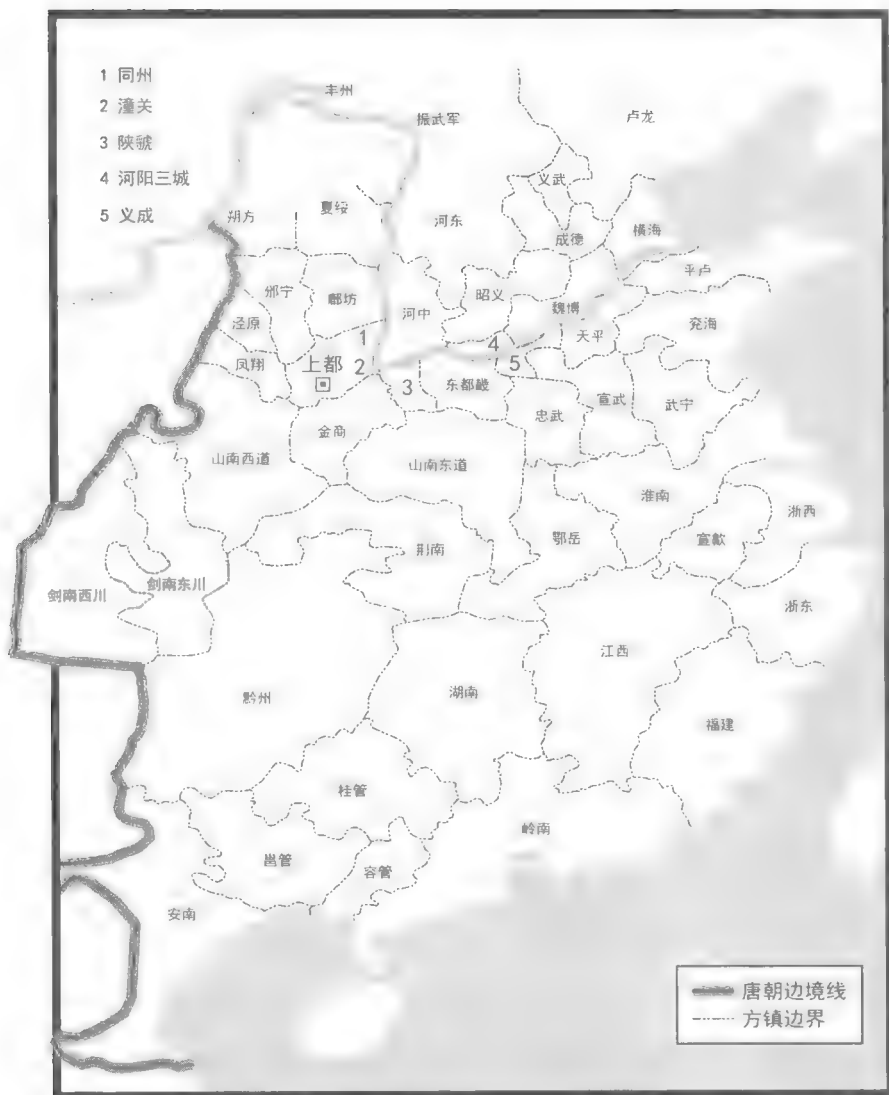 1 同州
2 潼关
3 陕虢
4 河阳三城
5 义成
丰州
振武军
卢龙
义武
夏绥
朔方
河东
成德
横海
平卢
邠宁
鄜坊
河中
昭义
魏博
兖海
泾原
天平
1
4
凤翔
上都
2
3
东都畿
5
忠武
宣武
武宁
金商
山南西道
山南东道
淮南
浙西
荆南
鄂岳
宣歙
剑南西川
剑南东川
浙东
江西
黔州
湖南
福建
桂管
岭南
邕管
容管
安南
唐朝边境线
方镇边界